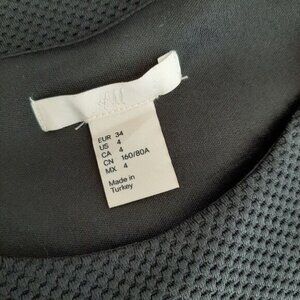 H&M
EUR 34
US 4
CA 4
CN 160/80A
MX 4
Made in
Turkey